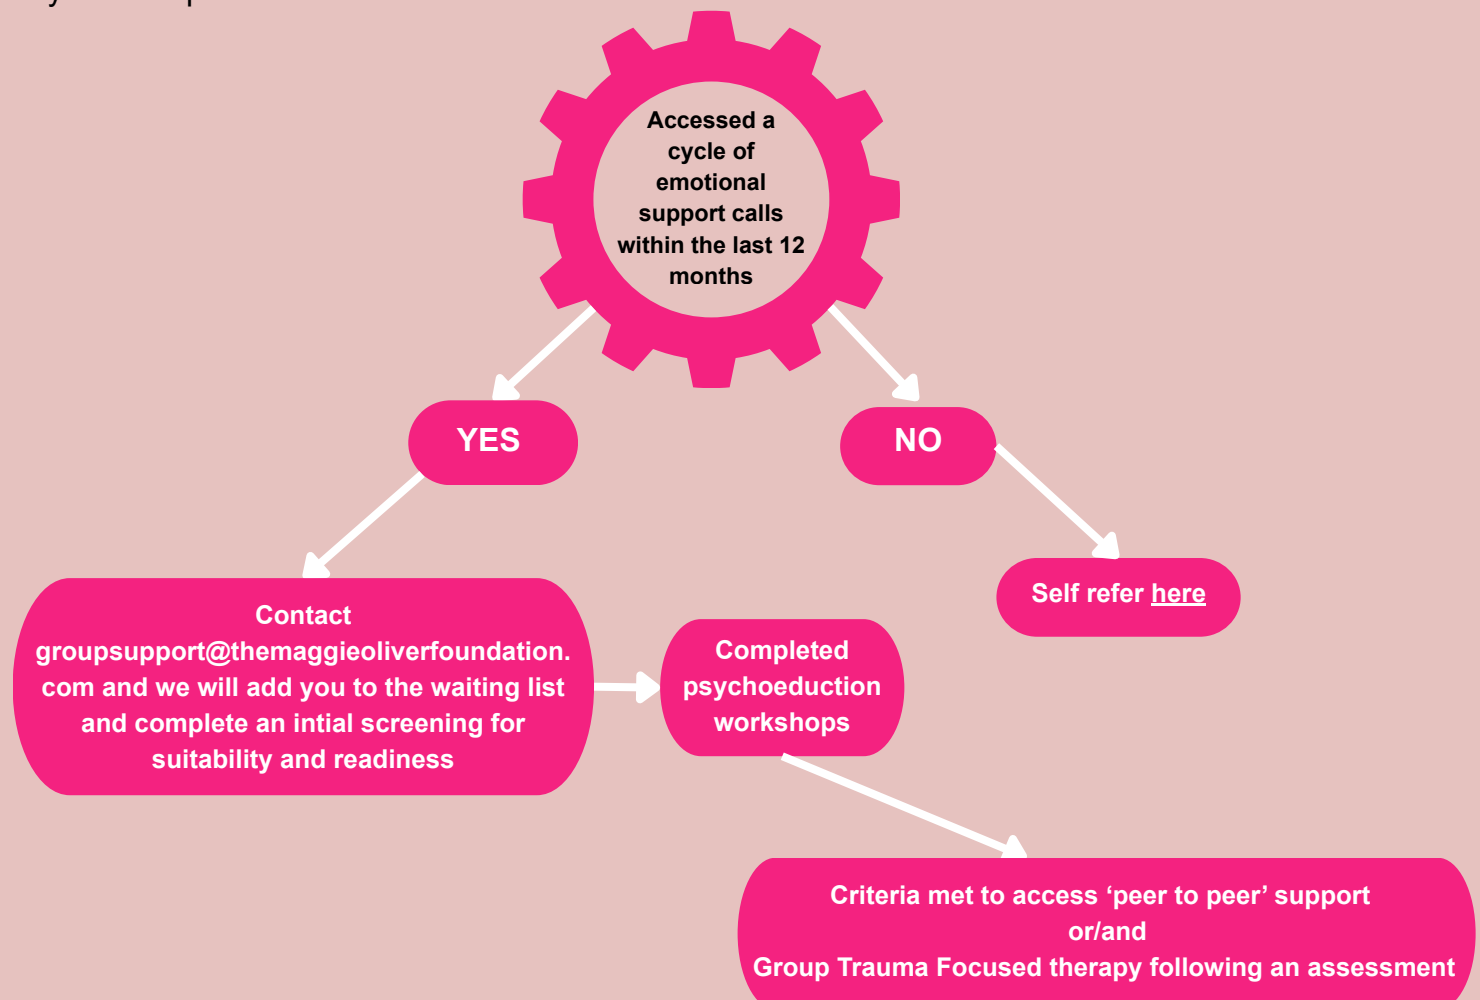 Accessed a
cycle of
emotional
support calls
within the last 12
months
YES
NO
Self refer here
Contact
groupsupport@themaggieoliverfoundation.
com and we will add you to the waiting list
and complete an intial screening for
suitability and readiness
Completed
psychoeduction
workshops
Criteria met to access ‘peer to peer’ support
or/and
Group Trauma Focused therapy following an assessment